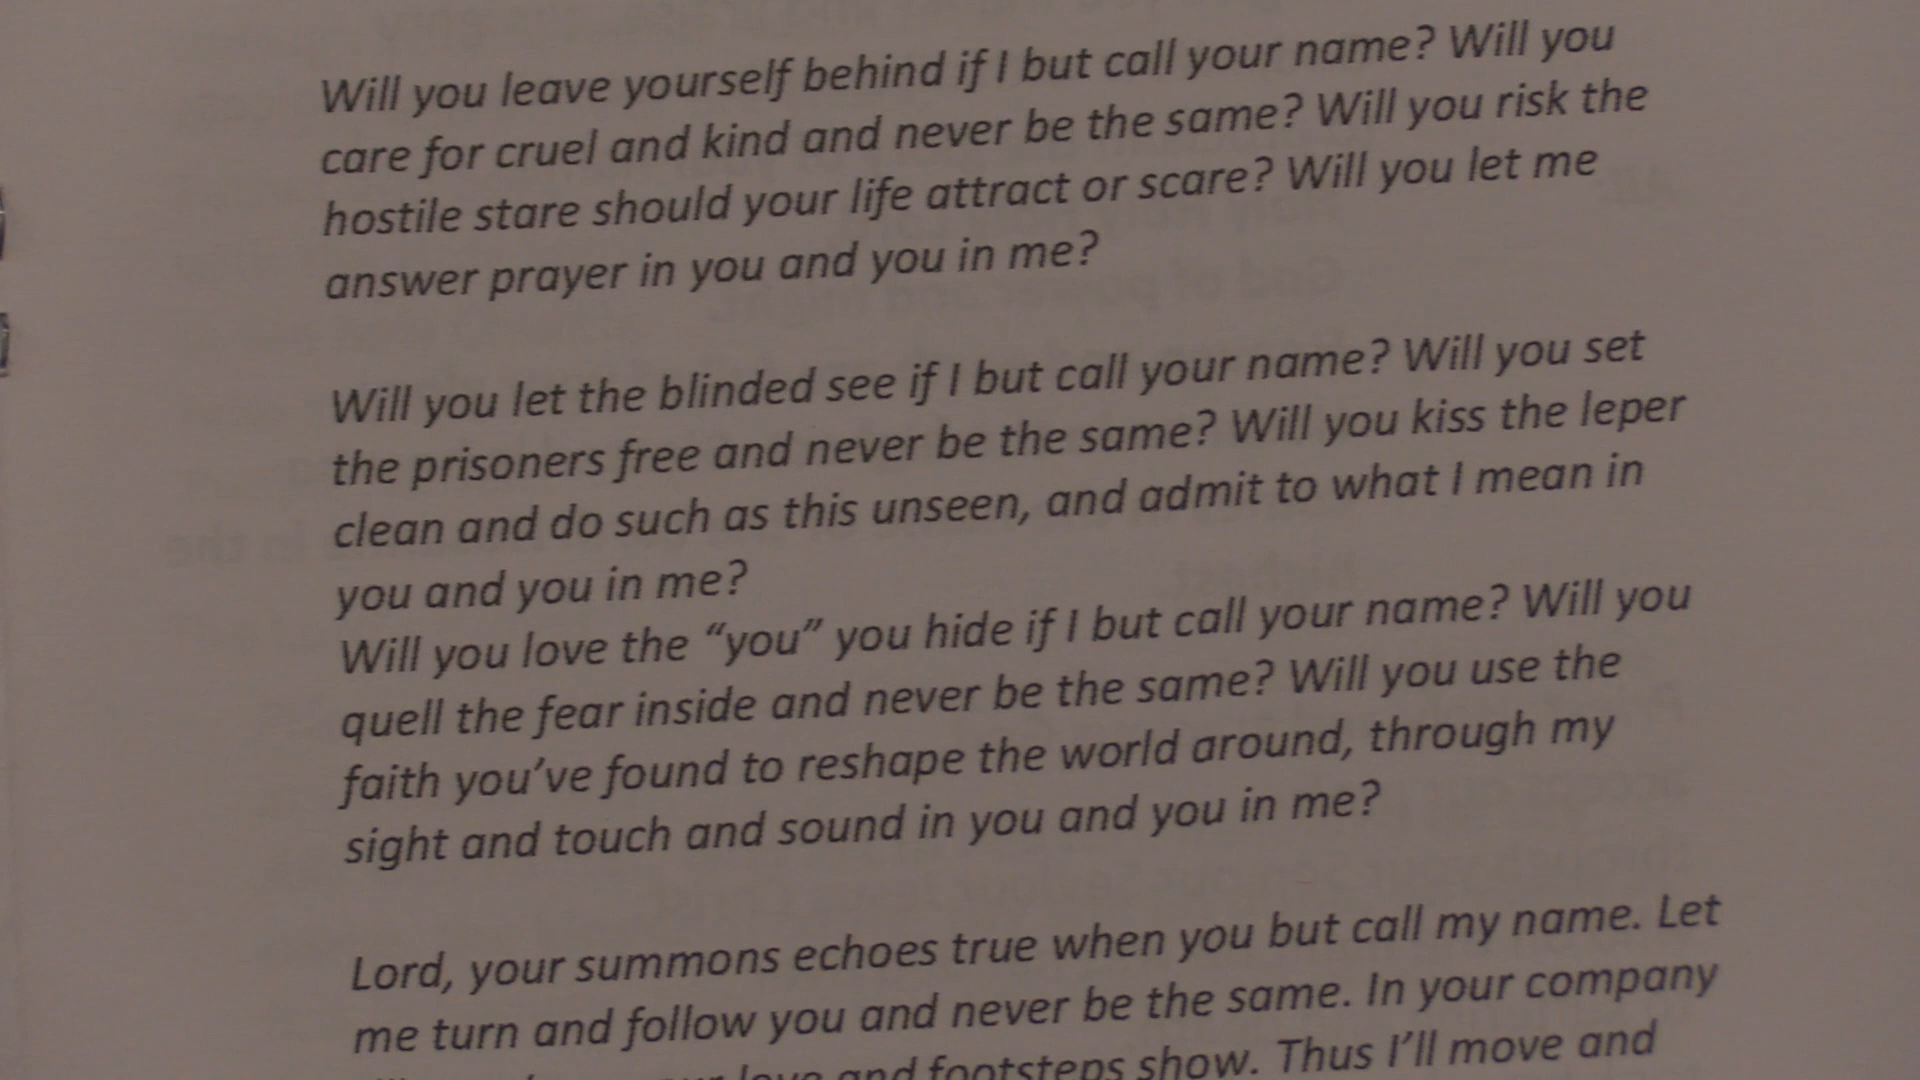 Will you leave yourself behind if I but call your name? Will you
care for cruel and kind and never be the same? Will you risk the
hostile stare should your life attract or scare? Will you let me
answer prayer in you and you in me?
Will you let the blinded see if I but call your name? Will you set
the prisoners free and never be the same? Will you kiss the leper
clean and do such as this unseen, and admit to what I mean in
you and you in me?
Will you love the “you” you hide if I but call your name? Will you
quell the fear inside and never be the same? Will you use the
faith you’ve found to reshape the world around, through my
sight and touch and sound in you and you in me?
Lord, your summons echoes true when you but call my name. Let
me turn and follow you and never be the same. In your company
love and footsteps show. Thus I’ll move and